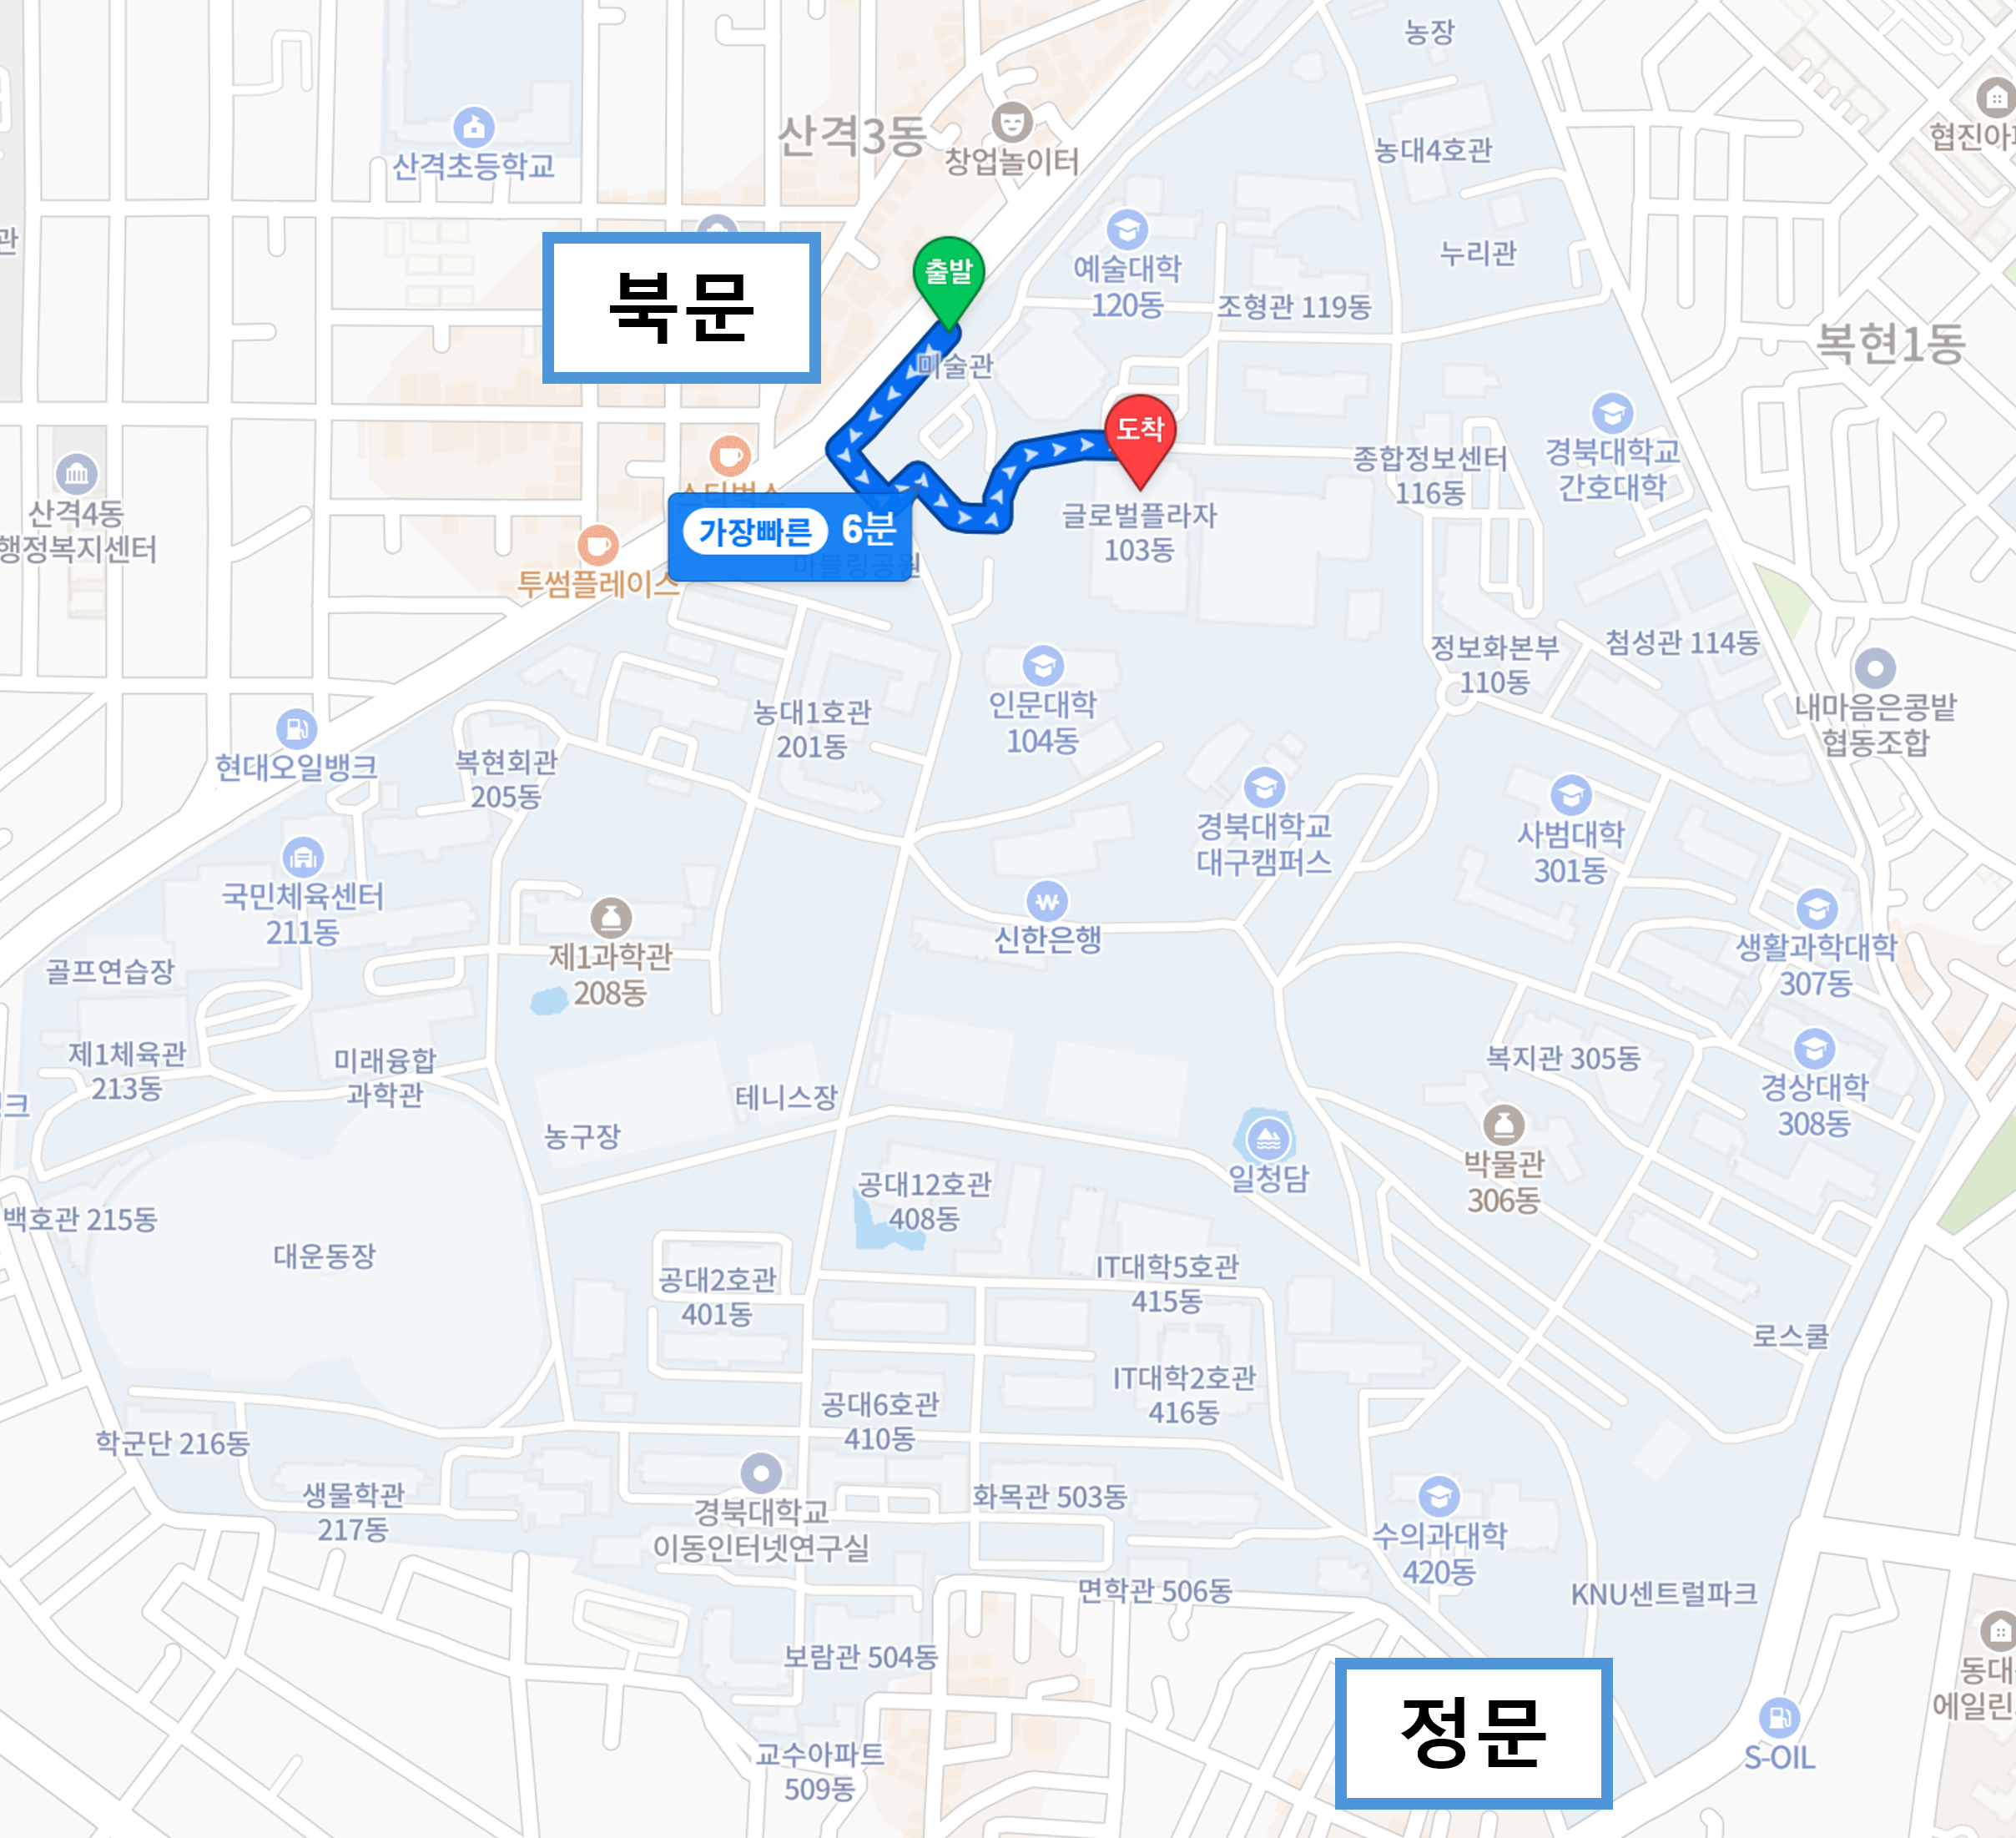 농장
협진아파
산격초등학교
산격3동
창업놀이터
농대4호관
관
북문
출발
예술대학
120동
조형관 119동
누리관
미술관
복현1동
도착
스타벅스
산격4동
행정복지센터
종합정보센터
116동
경북대학교
간호대학
글로벌플라자
103동
가장빠른 6분
마블링공원
투썸플레이스
정보화본부
110동
첨성관 114동
내마음은콩밭
협동조합
인문대학
104동
농대1호관
201동
현대오일뱅크
복현회관
205동
경북대학교
대구캠퍼스
사범대학
301동
국민체육센터
211동
신한은행
생활과학대학
307동
골프연습장
제1과학관
208동
제1체육관
213동
미래융합
과학관
테니스장
농구장
복지관 305동
경상대학
308동
크
일청담
박물관
306동
백호관 215동
대운동장
공대12호관
408동
공대2호관
401동
IT대학5호관
415동
로스쿨
IT대학2호관
416동
공대6호관
410동
학군단 216동
생물학관
217동
경북대학교
이동인터넷연구실
화목관 503동
수의과대학
420동
면학관 506동
KNU센트럴파크
보람관 504동
동대
에일린
정문
S-OIL
교수아파트
509동